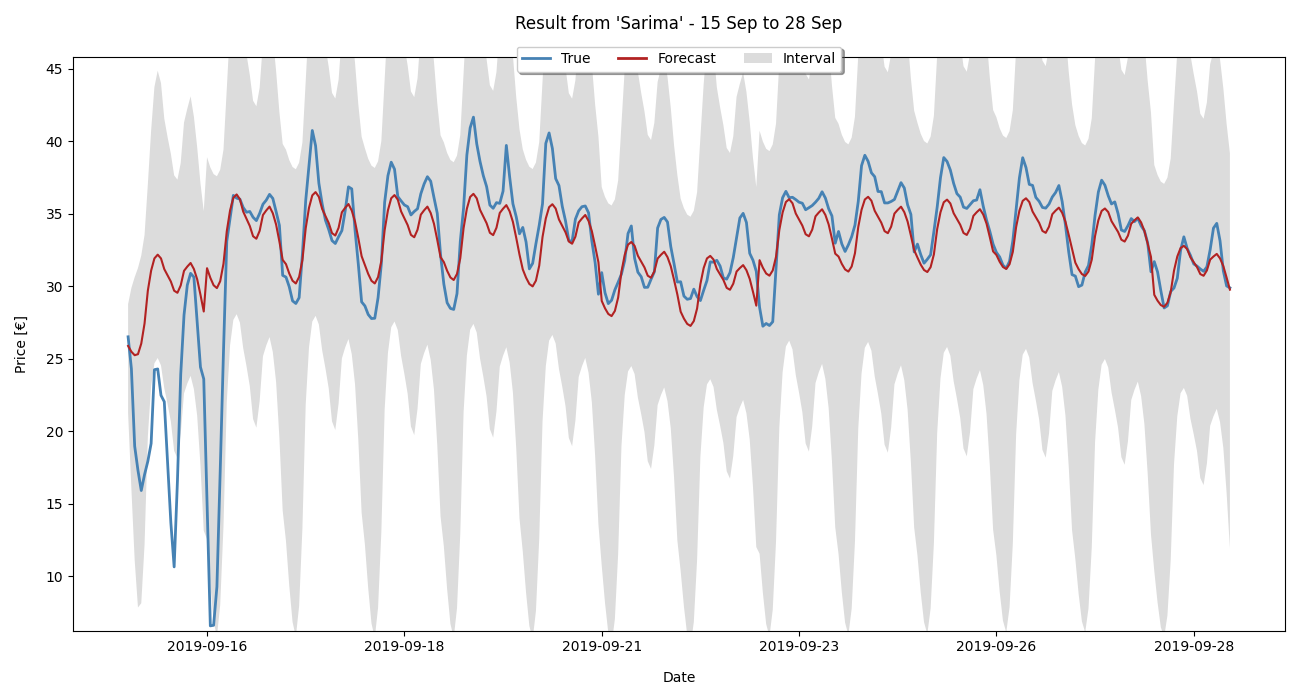 Result from 'Sarima' - 15 Sep to 28 Sep
True Forecast Interval
45
40
35
30
25
20
15
10
Price [€]
2019-09-16 2019-09-18 2019-09-21 2019-09-23 2019-09-26 2019-09-28
Date